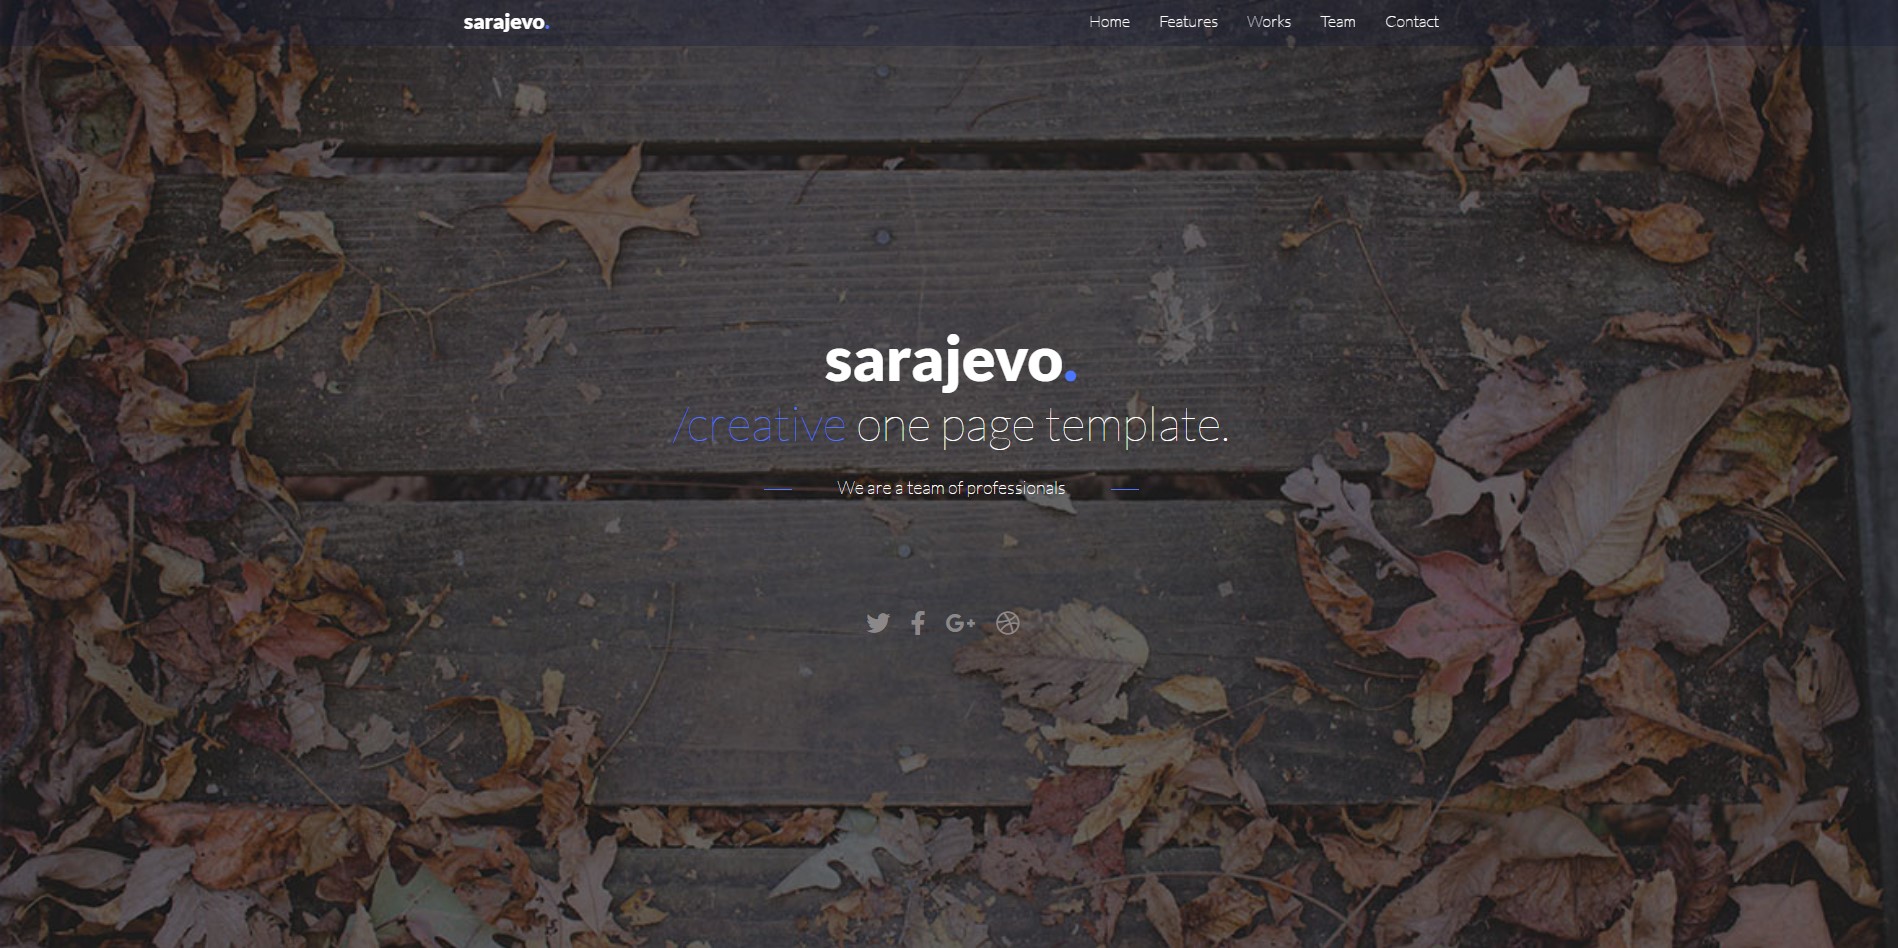 sarajevo.
Home Features Works Team Contact
sarajevo.
/creative one page template.
We are a team of professionals